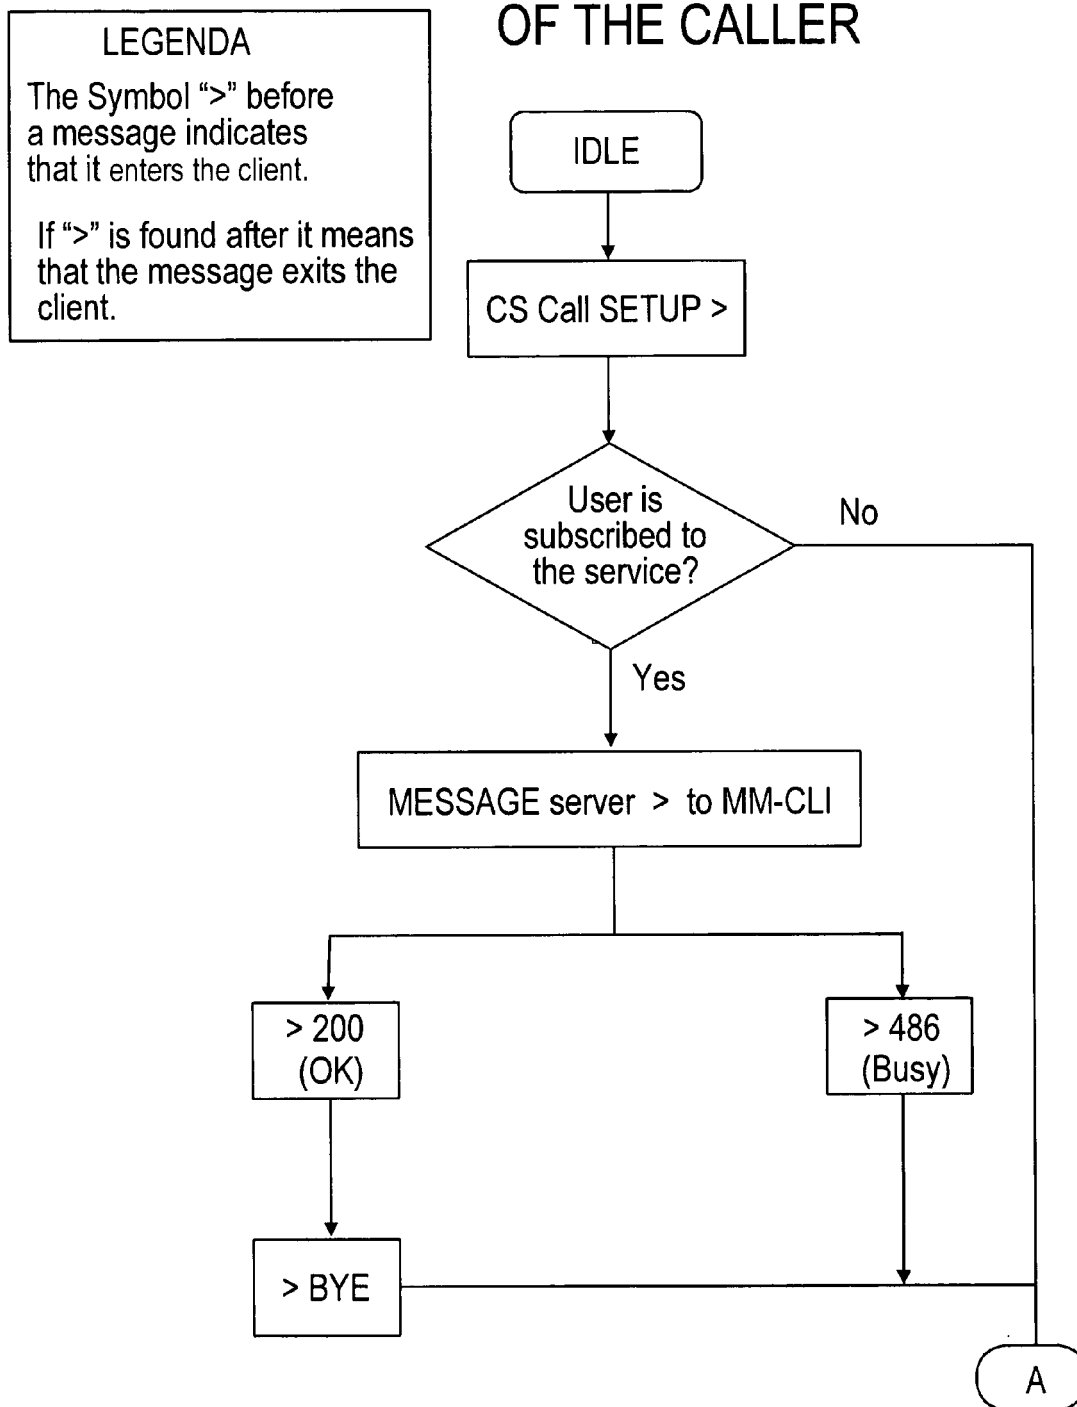 OF THE CALLER
LEGENDA
The Symbol “>” before
a message indicates
that it enters the client.
If “>” is found after it means
that the message exits the
client.
IDLE
CS Call SETUP >
User is
subscribed to
the service?
No
Yes
MESSAGE server > to MM-CLI
> 200
(OK)
> 486
(Busy)
> BYE
A